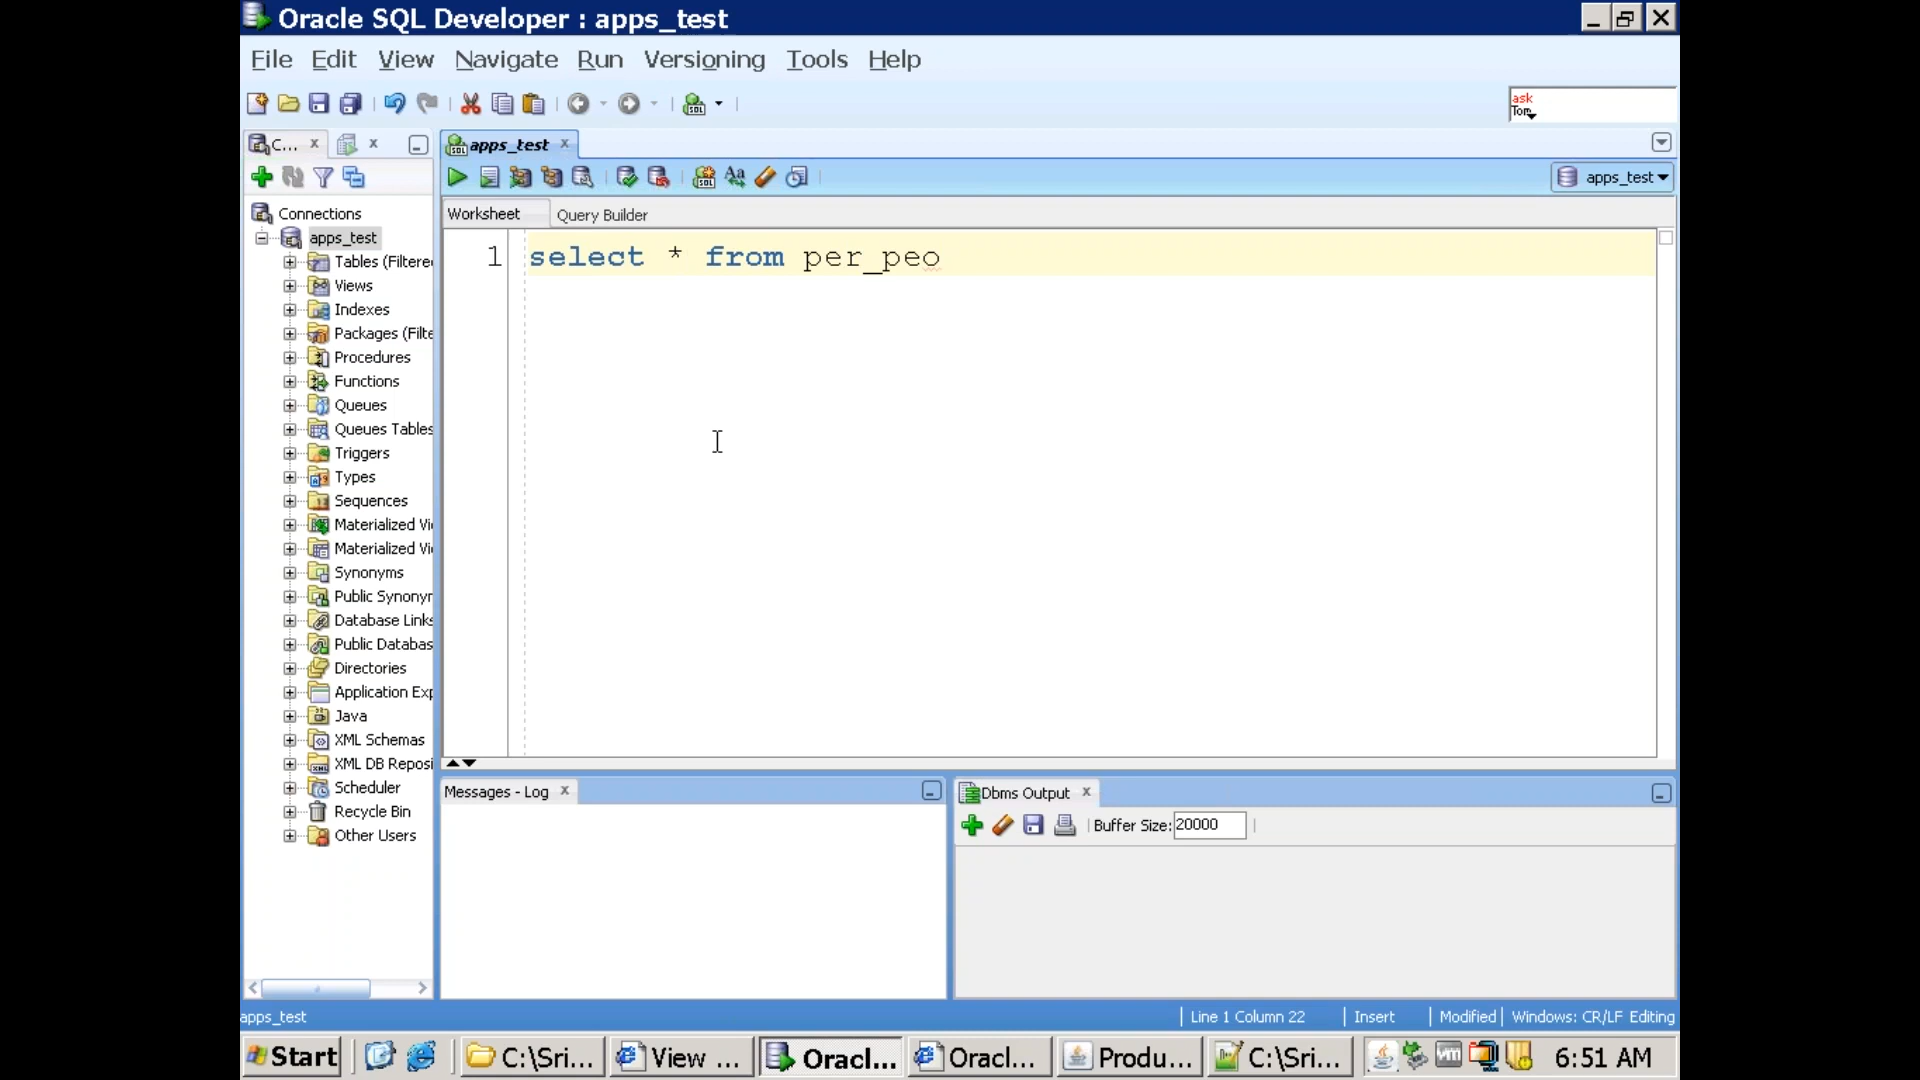 Oracle SQL Developer : apps_test
File Edit View Navigate Run Versioning Tools Help
ask
Tom
C...
apps_test
apps_test
Worksheet Query Builder
1 select * from per_peo
Connections
apps_test
Tables (Filtere
Views
Indexes
Packages (Filte
Procedures
Functions
Queues
Queues Tables
Triggers
Types
Sequences
Materialized Vi
Materialized Vi
Synonyms
Public Synonyr
Database Links
Public Databas
Directories
Application Exp
Java
XML Schemas
XML DB Reposi
Scheduler
Recycle Bin
Other Users
Messages - Log
Dbms Output
Buffer Size: 20000
apps_test
Line 1 Column 22 Insert Modified Windows: CR/LF Editing
Start C:\Sri... View ... Oracl... Oracl... Produ... C:\Sri... 6:51 AM